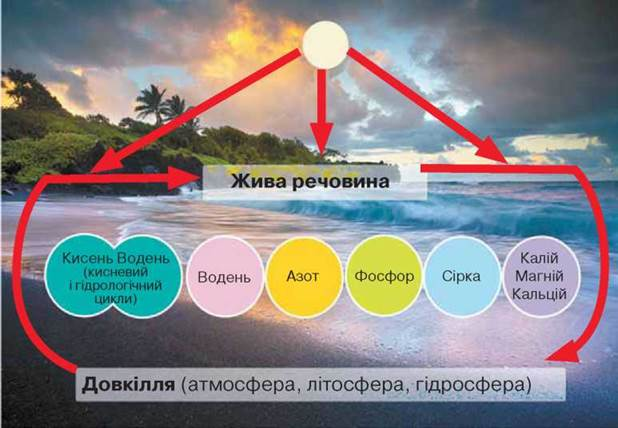 Жива речовина
Кисень Водень
(кисневий
і гідрологічний
цикли)
Водень
Азот
Фосфор
Сірка
Калій
Магній
Кальцій
Довкілля (атмосфера, літосфера, гідросфера)